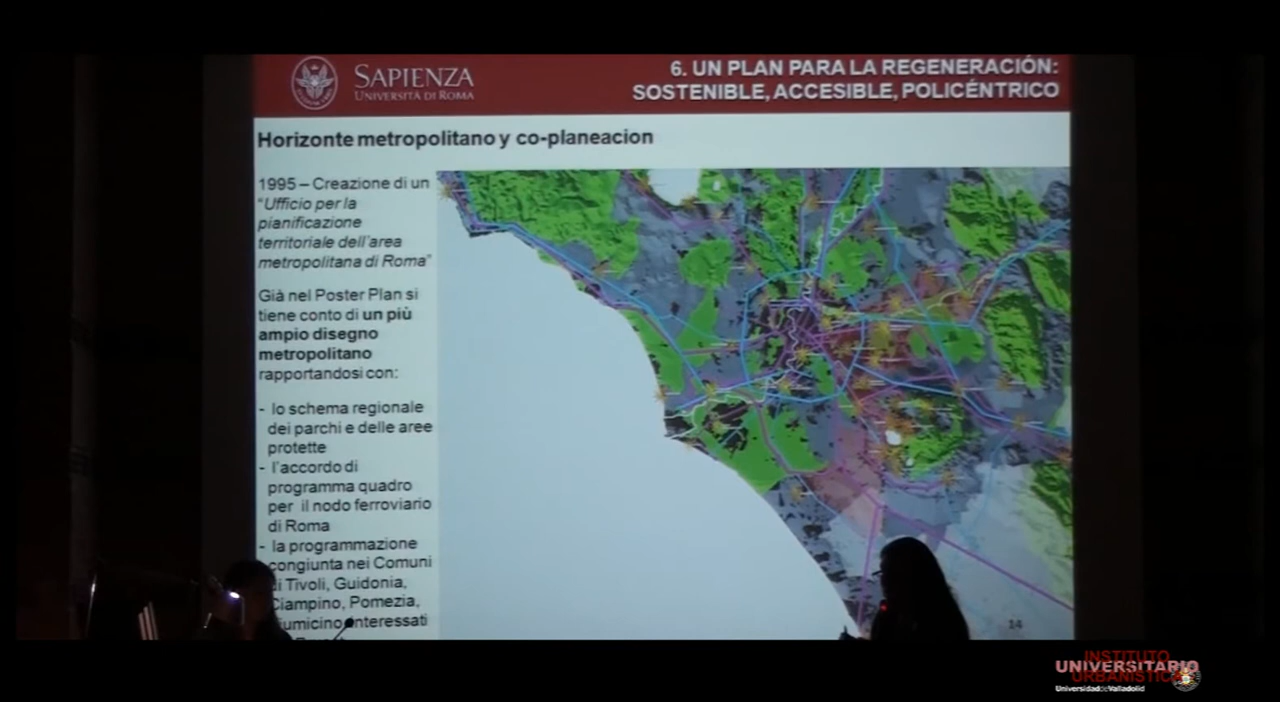 SAPIENZA
UNIVERSITÀ DI ROMA
6. UN PLAN PARA LA REGENERACIÓN:
SOSTENIBLE, ACCESIBLE, POLICÉNTRICO
Horizonte metropolitano y co-planeacion
1995 – Creazione di un
“Ufficio per la
pianificazione
territoriale dell’area
metropolitana di Roma”
Già nel Poster Plan si
tiene conto di un più
ampio disegno
metropolitano
rapportandosi con:
- lo schema regionale
dei parchi e delle aree
protette
- l’accordo di
programma quadro
per il nodo ferroviario
di Roma
- la programmazione
congiunta nei Comuni
di Tivoli, Guidonia,
Ciampino, Pomezia,
Fiumicino interessati
14
INSTITUTO
UNIVERSITARIO
URBANÍSTICA
Universidad de Valladolid